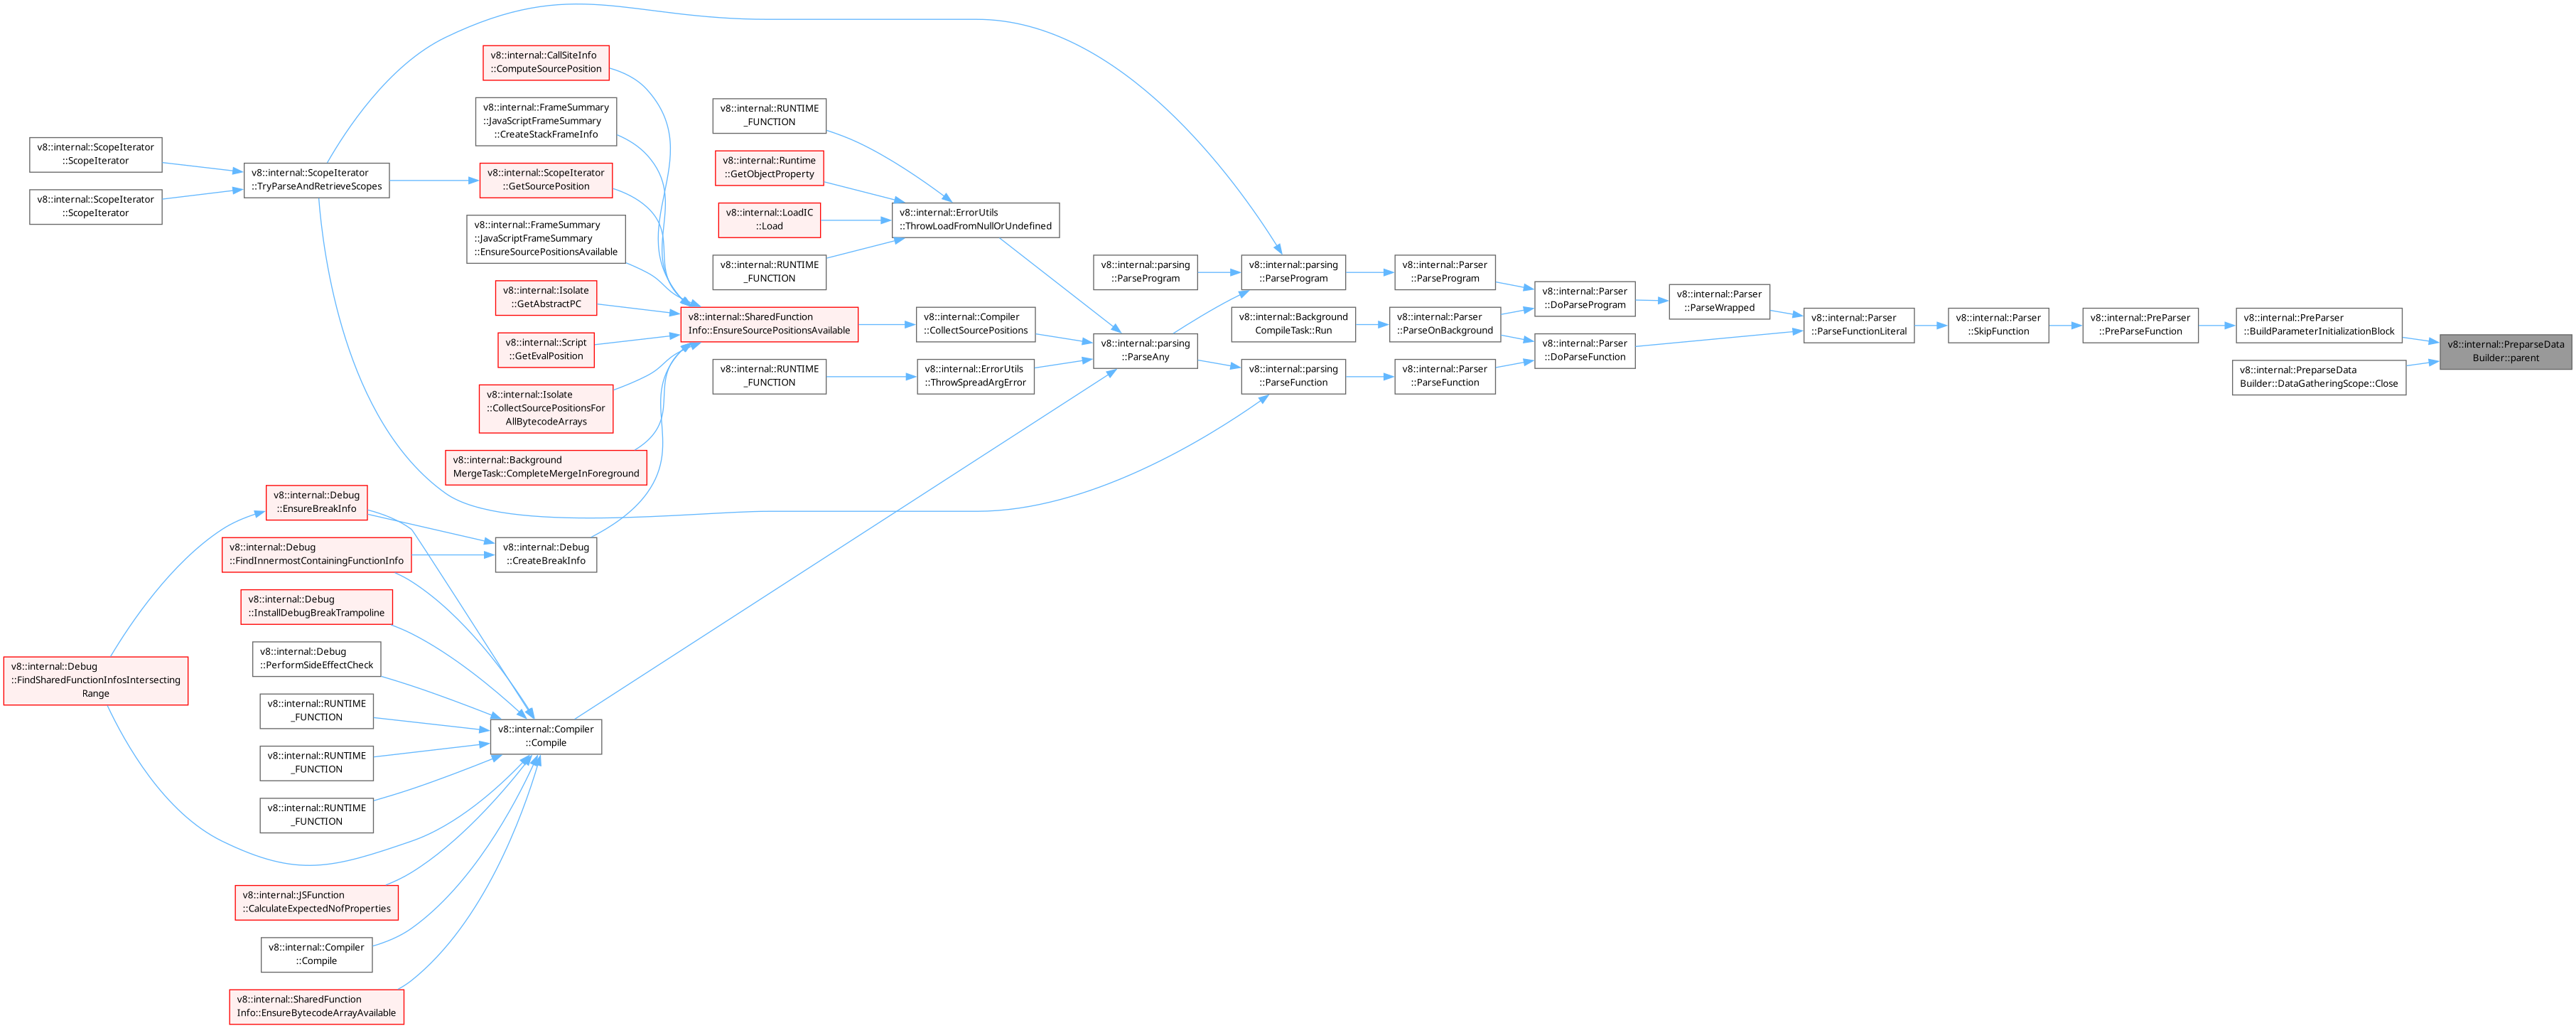 v8::internal::ScopeIterator
::ScopeIterator
v8::internal::ScopeIterator
::ScopeIterator
v8::internal::Debug
::FindSharedFunctionInfosIntersecting
Range
v8::internal::ScopeIterator
::TryParseAndRetrieveScopes
v8::internal::Debug
::EnsureBreakInfo
v8::internal::Debug
::FindInnermostContainingFunctionInfo
v8::internal::Debug
::InstallDebugBreakTrampoline
v8::internal::Debug
::PerformSideEffectCheck
v8::internal::RUNTIME
_FUNCTION
v8::internal::RUNTIME
_FUNCTION
v8::internal::RUNTIME
_FUNCTION
v8::internal::JSFunction
::CalculateExpectedNofProperties
v8::internal::Compiler
::Compile
v8::internal::SharedFunction
Info::EnsureBytecodeArrayAvailable
v8::internal::CallSiteInfo
::ComputeSourcePosition
v8::internal::FrameSummary
::JavaScriptFrameSummary
::CreateStackFrameInfo
v8::internal::ScopeIterator
::GetSourcePosition
v8::internal::FrameSummary
::JavaScriptFrameSummary
::EnsureSourcePositionsAvailable
v8::internal::Isolate
::GetAbstractPC
v8::internal::Script
::GetEvalPosition
v8::internal::Isolate
::CollectSourcePositionsFor
AllBytecodeArrays
v8::internal::Background
MergeTask::CompleteMergeInForeground
v8::internal::Debug
::CreateBreakInfo
v8::internal::Compiler
::Compile
v8::internal::RUNTIME
_FUNCTION
v8::internal::Runtime
::GetObjectProperty
v8::internal::LoadIC
::Load
v8::internal::RUNTIME
_FUNCTION
v8::internal::SharedFunction
Info::EnsureSourcePositionsAvailable
v8::internal::RUNTIME
_FUNCTION
v8::internal::ErrorUtils
::ThrowLoadFromNullOrUndefined
v8::internal::Compiler
::CollectSourcePositions
v8::internal::ErrorUtils
::ThrowSpreadArgError
v8::internal::parsing
::ParseProgram
v8::internal::parsing
::ParseAny
v8::internal::parsing
::ParseProgram
v8::internal::Background
CompileTask::Run
v8::internal::parsing
::ParseFunction
v8::internal::Parser
::ParseProgram
v8::internal::Parser
::ParseOnBackground
v8::internal::Parser
::ParseFunction
v8::internal::Parser
::DoParseProgram
v8::internal::Parser
::DoParseFunction
v8::internal::Parser
::ParseWrapped
v8::internal::Parser
::ParseFunctionLiteral
v8::internal::Parser
::SkipFunction
v8::internal::PreParser
::PreParseFunction
v8::internal::PreParser
::BuildParameterInitializationBlock
v8::internal::PreparseData
Builder::DataGatheringScope::Close
v8::internal::PreparseData
Builder::parent